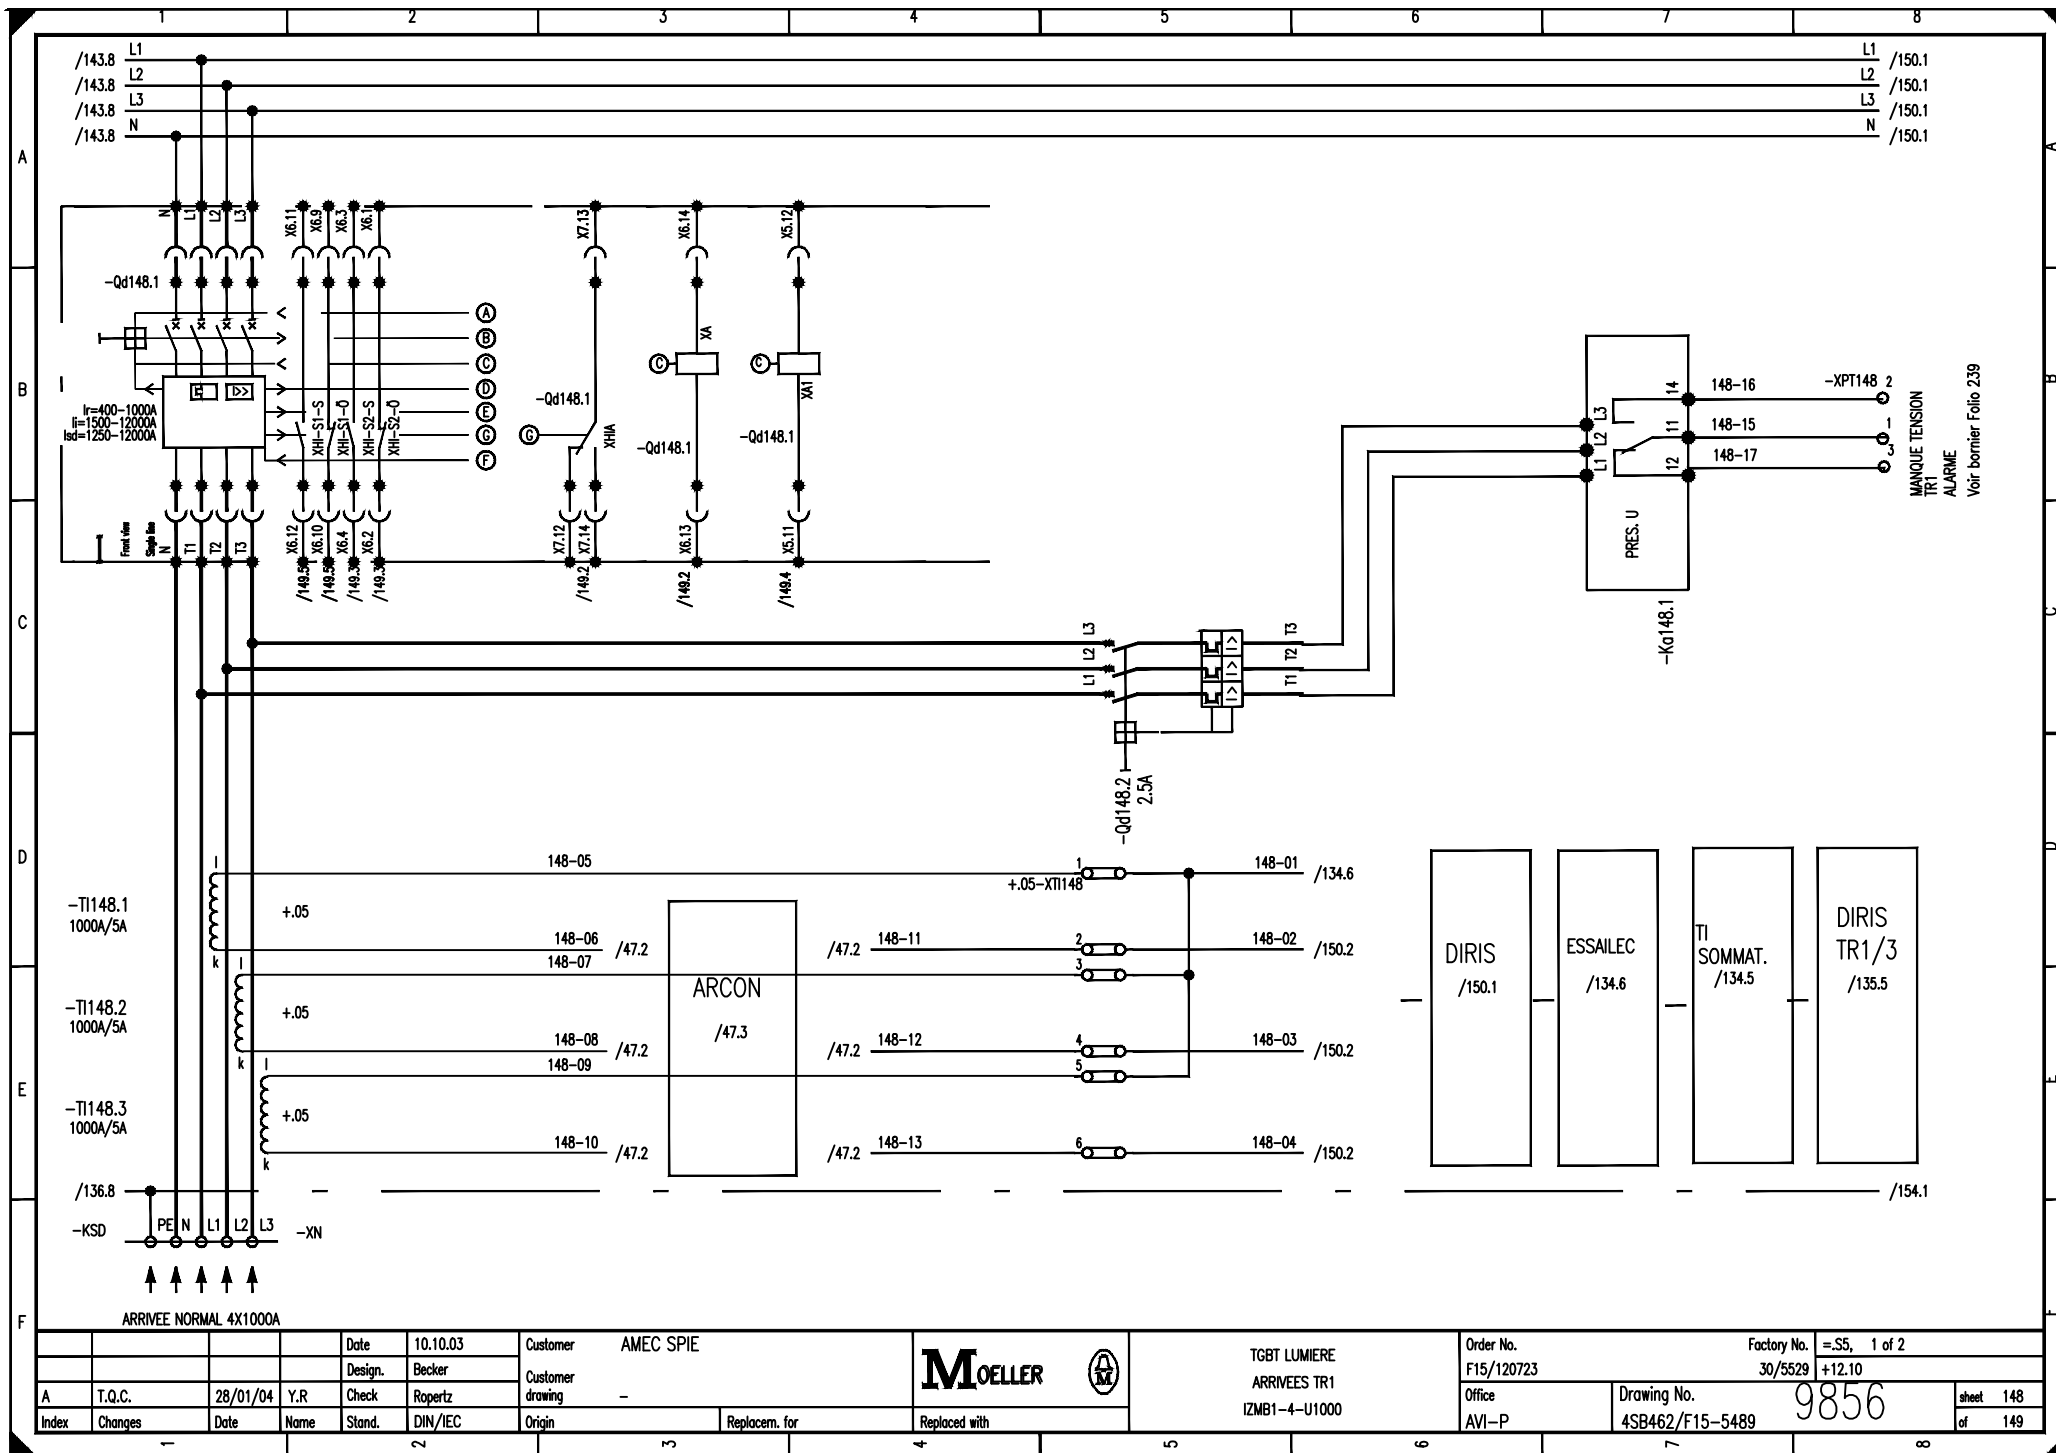 1 2 3 4 5 6 7 8
/143.8 L1 L1 /150.1
/143.8 L2 L2 /150.1
/143.8 L3 L3 /150.1
/143.8 N N /150.1
A A
N L1 L2 L3 X6.11 X6.9 X6.3 X6.1 X7.13 X6.14 X5.12
-Qd148.1
A
B
C
D
E
G
F
I>>
Ir=400-1000A
Ii=1500-12000A
Isd=1250-12000A
XHI-S1-S XHI-S1-Ö XHI-S2-S XHI-S2-Ö
-Qd148.1
G
XHIA
C XA
-Qd148.1
C XA1
-Qd148.1
B B
Front view
Single line
N T1 T2 T3 X6.12 X6.10 X6.4 X6.2 X7.12 X7.14 X6.13 X5.11
/149.5 /149.5 /149.3 /149.3 /149.2 /149.2 /149.4
L3 14 148-16 -XPT148 2
L2 11 148-15 1
L1 12 148-17 3
PRES. U
-Ka148.1
MANQUE TENSION
TR1
ALARME
Voir bornier Folio 239
C C
L3 T3
L2 T2
L1 T1
-Qd148.2
2.5A
D D
-TI148.1
1000A/5A
l k
+.05
148-05 1 148-01 /134.6
+.05-XTI148
148-06 /47.2 /47.2 148-11 2 148-02 /150.2
148-07 3
-TI148.2
1000A/5A
l k
+.05
148-08 /47.2 /47.2 148-12 4 148-03 /150.2
148-09 5
-TI148.3
1000A/5A
l k
+.05
148-10 /47.2 /47.2 148-13 6 148-04 /150.2
ARCON
/47.3
DIRIS
/150.1
ESSAILEC
/134.6
TI
SOMMAT.
/134.5
DIRIS
TR1/3
/135.5
E E
/136.8 /154.1
-KSD PE N L1 L2 L3 -XN
ARRIVEE NORMAL 4X1000A
F F
Date 10.10.03
Design. Becker
A T.Q.C. 28/01/04 Y.R Check Ropertz
Index Changes Date Name Stand. DIN/IEC
Customer AMEC SPIE
Customer
drawing -
Origin Replacem. for Replaced with
MOELLER
M
TGBT LUMIERE
ARRIVEES TR1
IZMB1-4-U1000
Order No. Factory No. =.S5, 1 of 2
F15/120723 30/5529 +12.10
Office Drawing No. 9856 sheet 148
AVI-P 4SB462/F15-5489 of 149
1 2 3 4 5 6 7 8